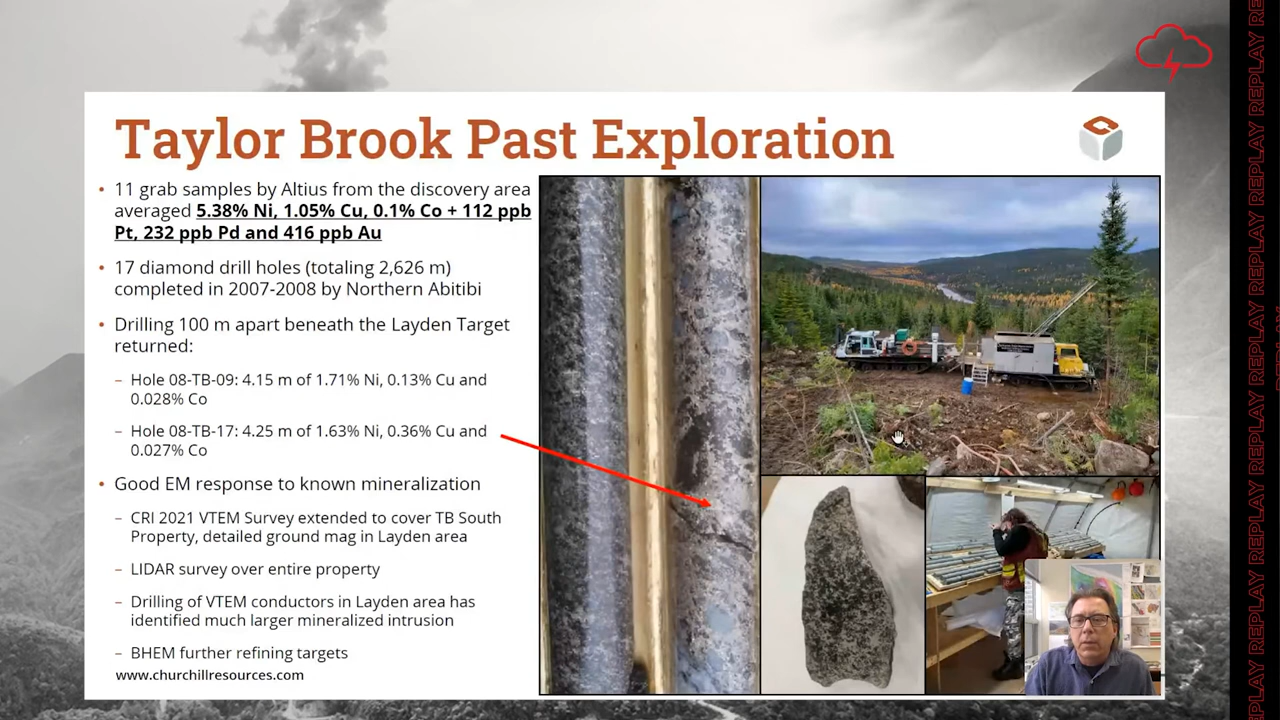 Taylor Brook Past Exploration
• 11 grab samples by Altius from the discovery area
averaged 5.38% Ni, 1.05% Cu, 0.1% Co + 112 ppb
Pt, 232 ppb Pd and 416 ppb Au
• 17 diamond drill holes (totaling 2,626 m)
completed in 2007-2008 by Northern Abitibi
• Drilling 100 m apart beneath the Layden Target
returned:
– Hole 08-TB-09: 4.15 m of 1.71% Ni, 0.13% Cu and
0.028% Co
– Hole 08-TB-17: 4.25 m of 1.63% Ni, 0.36% Cu and
0.027% Co
• Good EM response to known mineralization
– CRI 2021 VTEM Survey extended to cover TB South
Property, detailed ground mag in Layden area
– LIDAR survey over entire property
– Drilling of VTEM conductors in Layden area has
identified much larger mineralized intrusion
– BHEM further refining targets
www.churchillresources.com
REPLAY REPLAY REPLAY REPLAY REPLAY